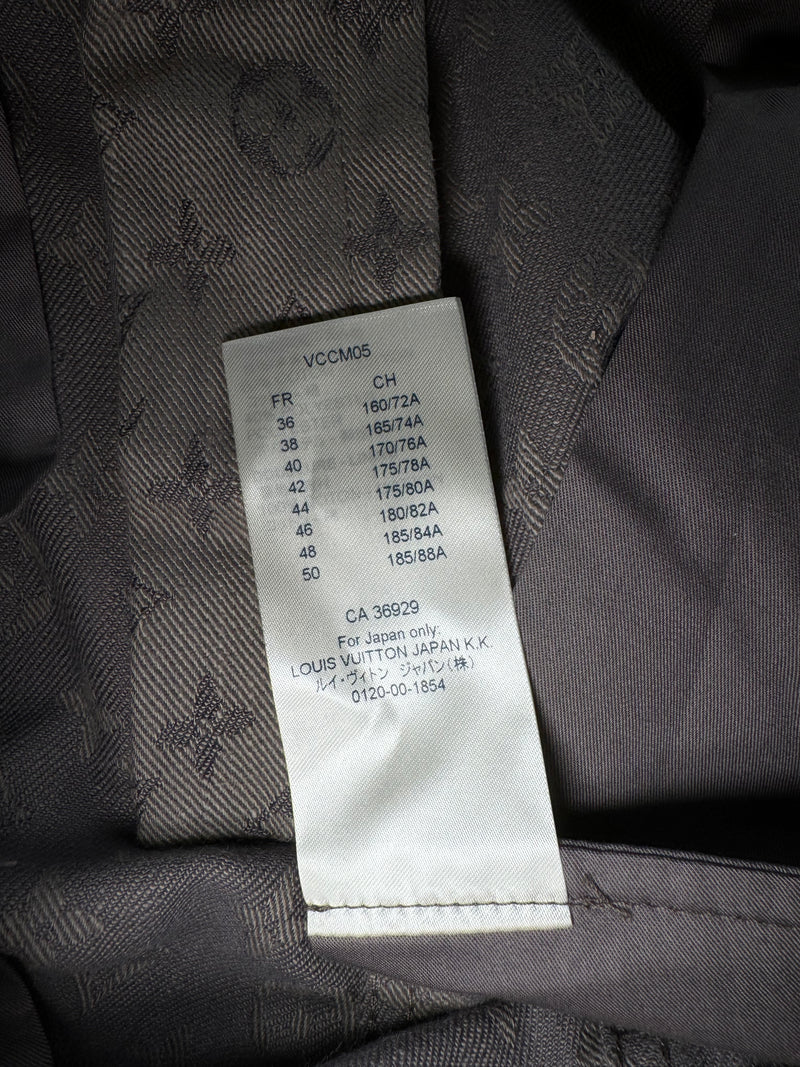 VCCM05
FR CH
36 160/72A
38 165/74A
40 170/76A
42 175/78A
44 175/80A
46 180/82A
48 185/84A
50 185/88A
CA 36929
For Japan only:
LOUIS VUITTON JAPAN K.K.
ルイ・ヴィトン ジャパン(株)
0120-00-1854